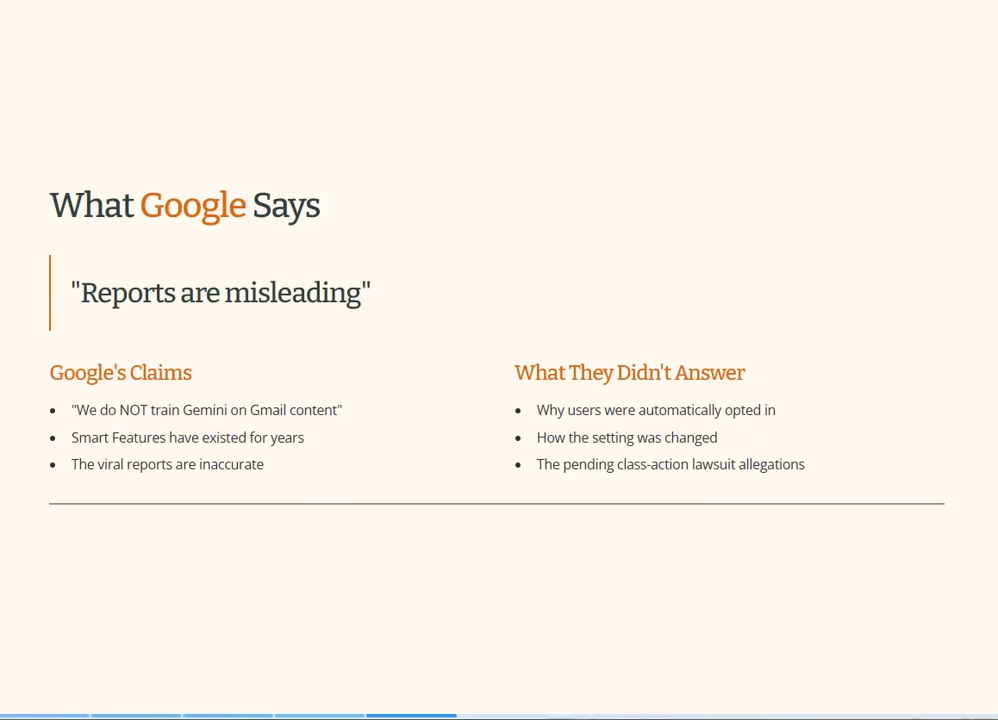 What Google Says
"Reports are misleading"
Google's Claims
"We do NOT train Gemini on Gmail content"
Smart Features have existed for years
The viral reports are inaccurate
What They Didn't Answer
Why users were automatically opted in
How the setting was changed
The pending class-action lawsuit allegations